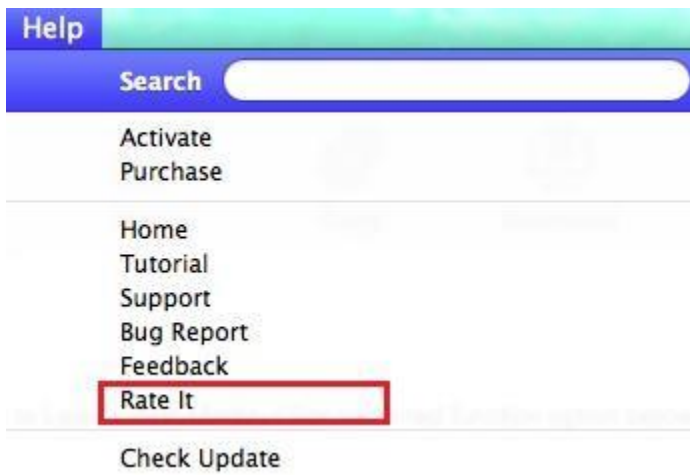 Help
Search
Activate
Purchase
Home
Tutorial
Support
Bug Report
Feedback
Rate It
Check Update